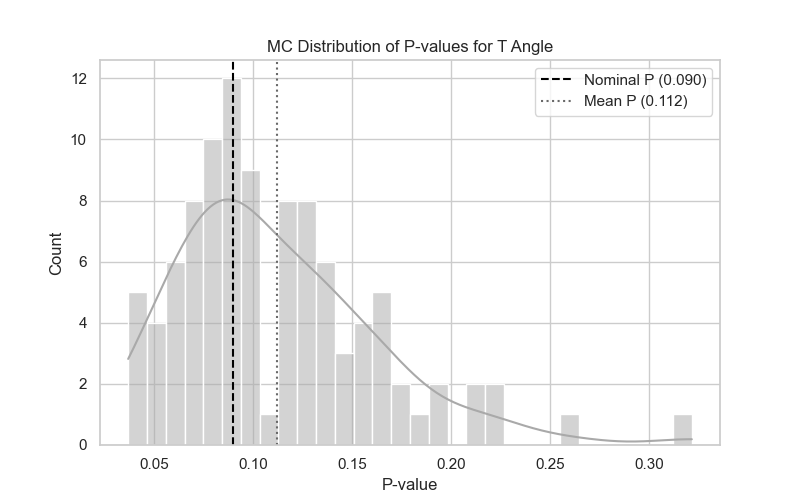 MC Distribution of P-values for T Angle
Nominal P (0.090)
Mean P (0.112)
12
10
8
6
4
2
0
Count
0.05 0.10 0.15 0.20 0.25 0.30
P-value